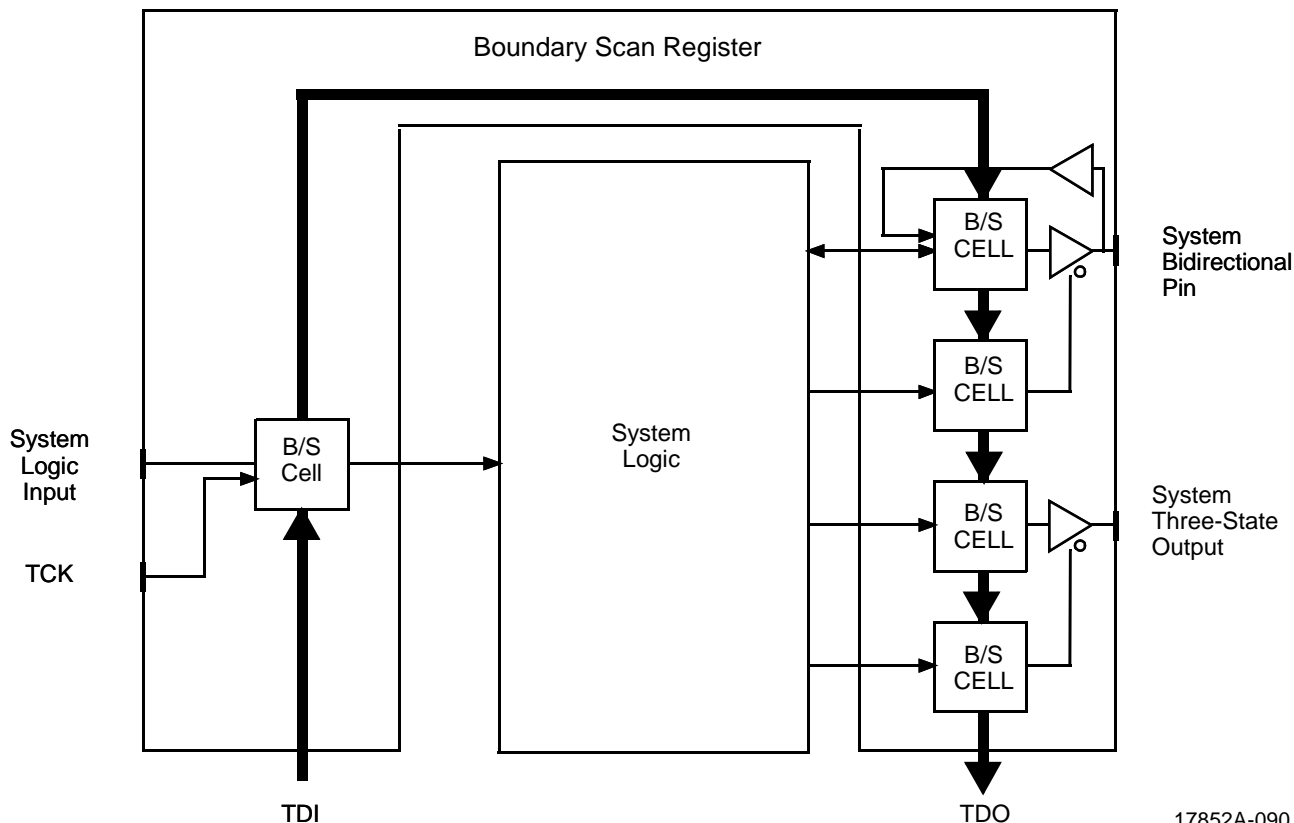 Boundary Scan Register
B/S
CELL
System
Bidirectional
Pin
B/S
CELL
System
Logic
Input
B/S
Cell
System
Logic
B/S
CELL
System
Three-State
Output
TCK
B/S
CELL
TDI
TDO
17852A-090